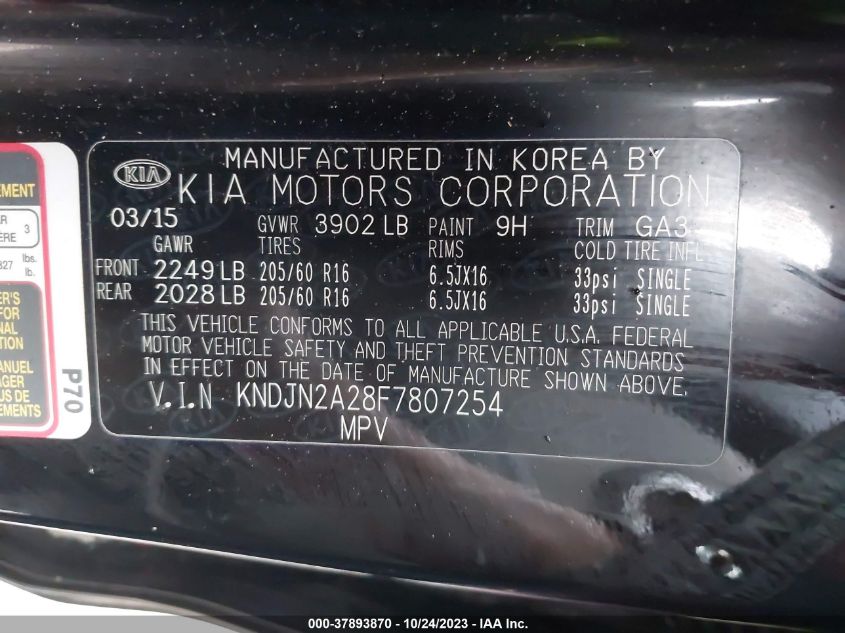 MANUFACTURED IN KOREA BY
KIA KIA MOTORS CORPORATION
03/15 GVWR 3902 LB PAINT 9H TRIM GA3
GAWR TIRES RIMS COLD TIRE INFL
FRONT 2249 LB 205/60 R16 6.5JX16 33psi SINGLE
REAR 2028 LB 205/60 R16 6.5JX16 33psi SINGLE
THIS VEHICLE CONFORMS TO ALL APPLICABLE U.S.A. FEDERAL
MOTOR VEHICLE SAFETY AND THEFT PREVENTION STANDARDS
IN EFFECT ON THE DATE OF MANUFACTURE SHOWN ABOVE.
V.I.N KNDJN2A28F7807254
MPV
3
lbs.
lb.
P70
000-37893870 / 10/24/2023 - IAA Inc.